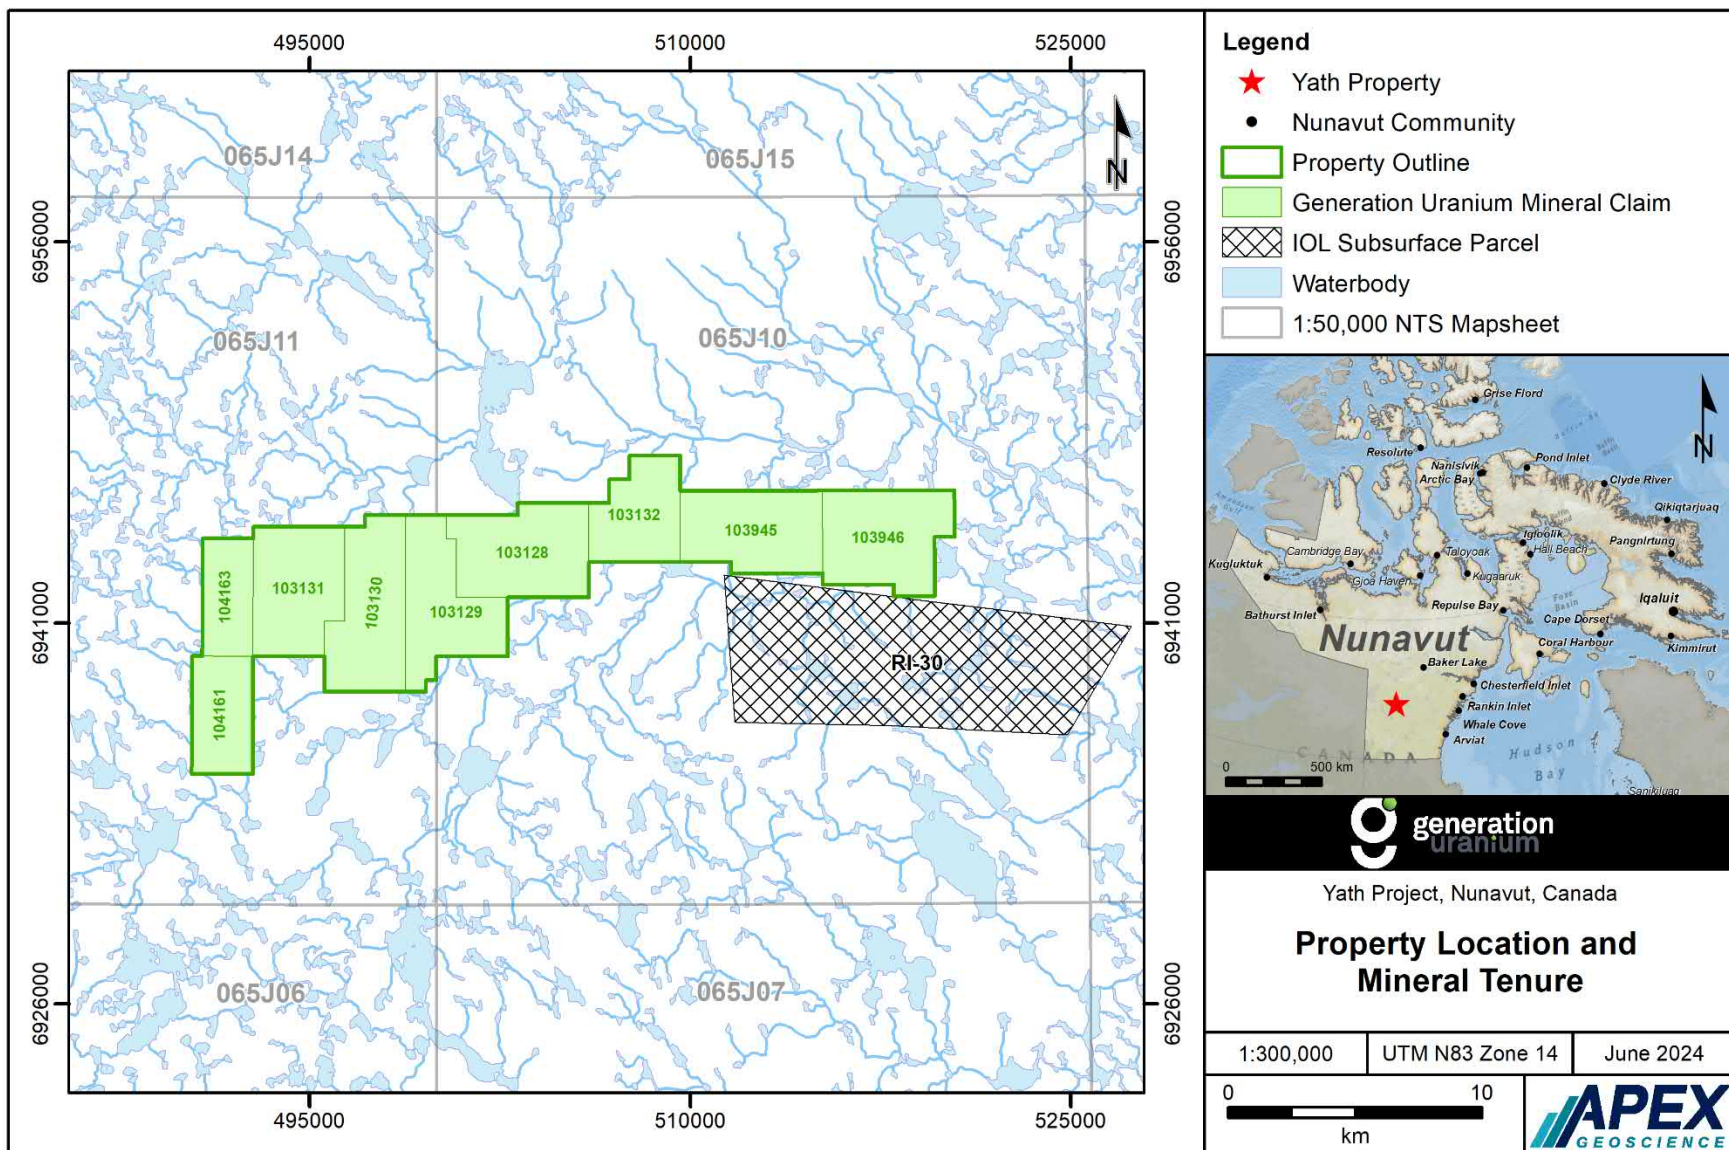 495000
510000
525000
6956000
6941000
6926000
6956000
6941000
6926000
495000
510000
525000
065J14
065J15
065J11
065J10
065J06
065J07
N
103132
103945
103946
103128
103131
103130
103129
104163
104161
RI-30
Legend
Yath Property
Nunavut Community
Property Outline
Generation Uranium Mineral Claim
IOL Subsurface Parcel
Waterbody
1:50,000 NTS Mapsheet
N
Grise Fiord
Resolute
Nanisivik
Arctic Bay
Pond Inlet
Clyde River
Qikiqtarjuaq
Pangnirtung
Igloolik
Hall Beach
Cambridge Bay
Taloyoak
Kugluktuk
Gjoa Haven
Kugaaruk
Bathurst Inlet
Repulse Bay
Foxe
Basin
Iqaluit
Cape Dorset
Coral Harbour
Kimmirut
Nunavut
Baker Lake
Chesterfield Inlet
Rankin Inlet
Whale Cove
Arviat
CANADA
Hudson
Bay
Sanikiluaq
0 500 km
generation
uranium
Yath Project, Nunavut, Canada
Property Location and
Mineral Tenure
1:300,000
UTM N83 Zone 14
June 2024
0 10
km
APEX
GEOSCIENCE